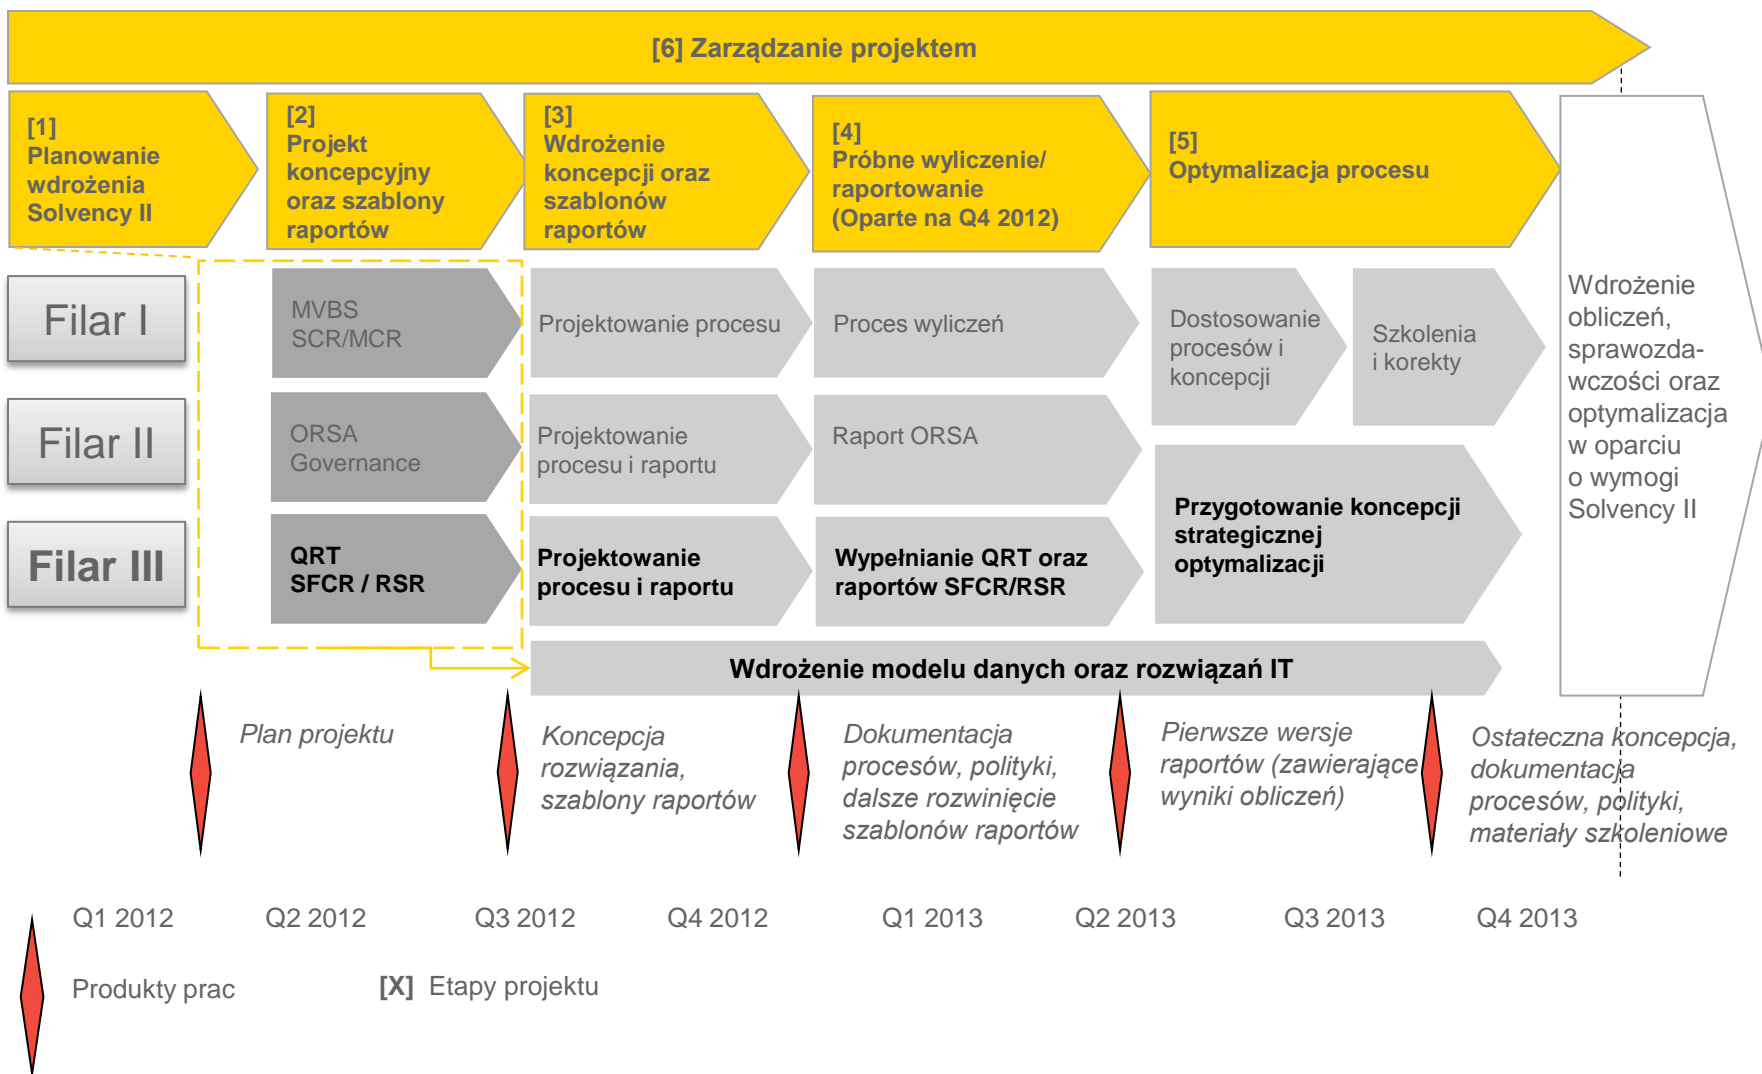 [6] Zarządzanie projektem
[1]
Planowanie
wdrożenia
Solvency II
[2]
Projekt
koncepcyjny
oraz szablony
raportów
[3]
Wdrożenie
koncepcji oraz
szablonów
raportów
[4]
Próbne wyliczenie/
raportowanie
(Oparte na Q4 2012)
[5]
Optymalizacja procesu
Filar I
MVBS
SCR/MCR
Projektowanie procesu
Proces wyliczeń
Dostosowanie
procesów i
koncepcji
Szkolenia
i korekty
Wdrożenie
obliczeń,
sprawozda-
wczości oraz
optymalizacja
w oparciu
o wymogi
Solvency II
Filar II
ORSA
Governance
Projektowanie
procesu i raportu
Raport ORSA
Filar III
QRT
SFCR / RSR
Projektowanie
procesu i raportu
Wypełnianie QRT oraz
raportów SFCR/RSR
Przygotowanie koncepcji
strategicznej
optymalizacji
Wdrożenie modelu danych oraz rozwiązań IT
Plan projektu
Koncepcja
rozwiązania,
szablony raportów
Dokumentacja
procesów, polityki,
dalsze rozwinięcie
szablonów raportów
Pierwsze wersje
raportów (zawierające
wyniki obliczeń)
Ostateczna koncepcja,
dokumentacja
procesów, polityki,
materiały szkoleniowe
Q1 2012 Q2 2012 Q3 2012 Q4 2012 Q1 2013 Q2 2013 Q3 2013 Q4 2013
Produkty prac
[X] Etapy projektu